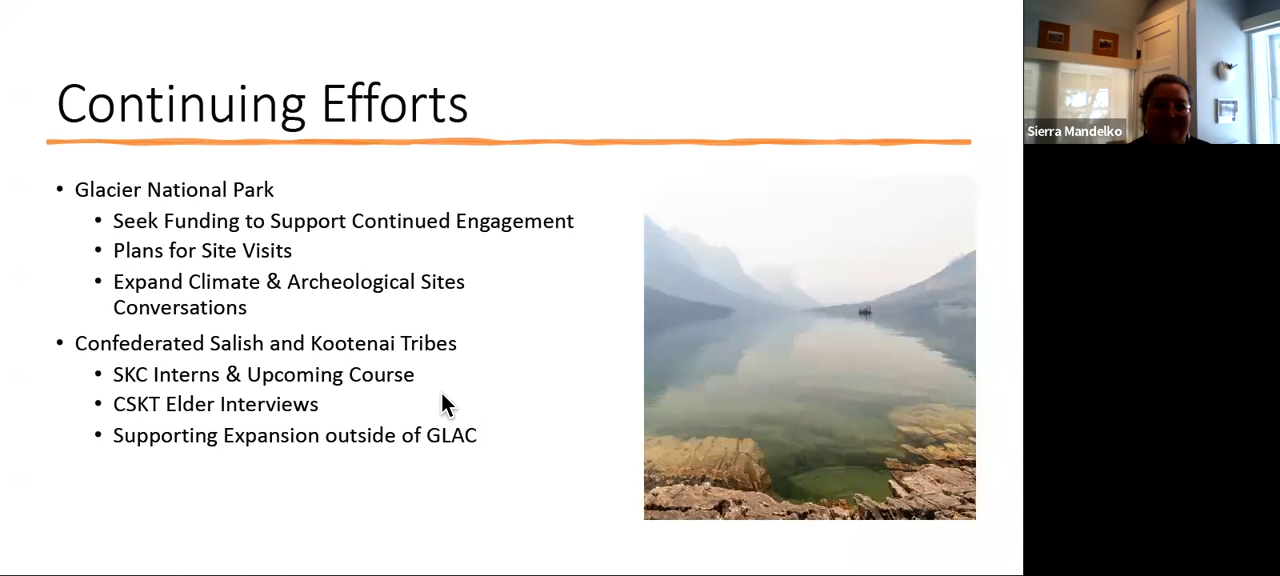 Continuing Efforts
• Glacier National Park
• Seek Funding to Support Continued Engagement
• Plans for Site Visits
• Expand Climate & Archeological Sites
Conversations
• Confederated Salish and Kootenai Tribes
• SKC Interns & Upcoming Course
• CSKT Elder Interviews
• Supporting Expansion outside of GLAC
Sierra Mandelko